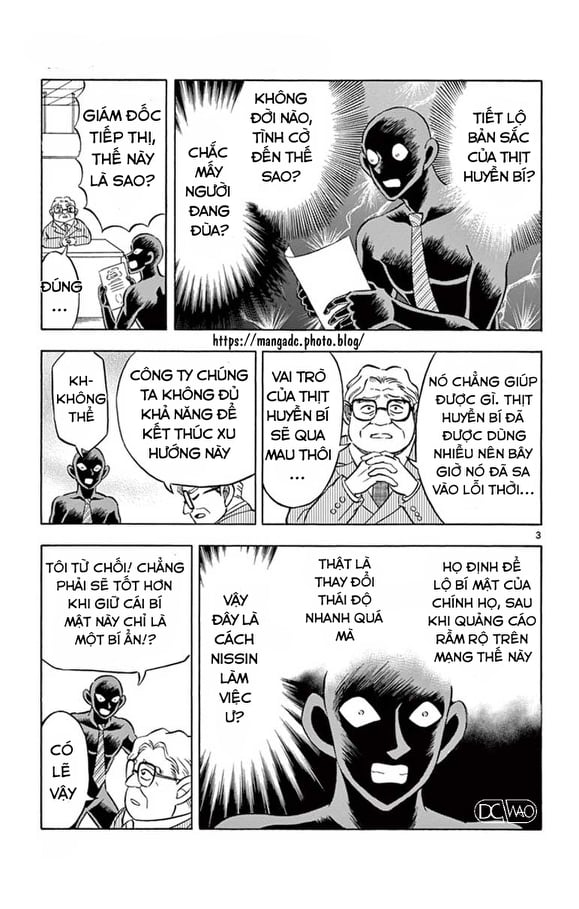 TIẾT LỘ
BẢN SẮC
CỦA THỊT
HUYỀN BÍ?
KHÔNG
ĐỜI NÀO,
TÌNH CỜ
ĐẾN THẾ
SAO?
CHẮC
MẤY
NGƯỜI
ĐANG
ĐÙA?
GIÁM ĐỐC
TIẾP THỊ,
THẾ NÀY
LÀ SAO?
ĐÚNG
...
https://mangadc.photo.blog/
NÓ CHẲNG GIÚP
ĐƯỢC GÌ. THỊT
HUYỀN BÍ ĐÃ
ĐƯỢC DÙNG
NHIỀU NÊN BÂY
GIỜ NÓ ĐÃ SA
VÀO LỖI THỜI...
VAI TRÒ
CỦA THỊT
HUYỀN BÍ
SẼ QUA
MAU THÔI
...
CÔNG TY CHÚNG
TA KHÔNG ĐỦ
KHẢ NĂNG ĐỂ
KẾT THÚC XU
HƯỚNG NÀY
KH-
KHÔNG
THỂ
3
HỌ ĐỊNH ĐỂ
LỘ BÍ MẬT CỦA
CHÍNH HỌ, SAU
KHI QUẢNG CÁO
RẦM RỘ TRÊN
MẠNG THẾ NÀY
THẬT LÀ
THAY ĐỔI
THÁI ĐỘ
NHANH QUÁ
MÀ
VẬY
ĐÂY LÀ
CÁCH
NISSIN
LÀM
VIỆC
Ư?
TÔI TỪ CHỐI! CHẲNG
PHẢI SẼ TỐT HƠN
KHI GIỮ CÁI BÍ
MẬT NÀY CHỈ LÀ
MỘT BÍ ẨN!?
CÓ
LẼ
VẬY
DC WAO